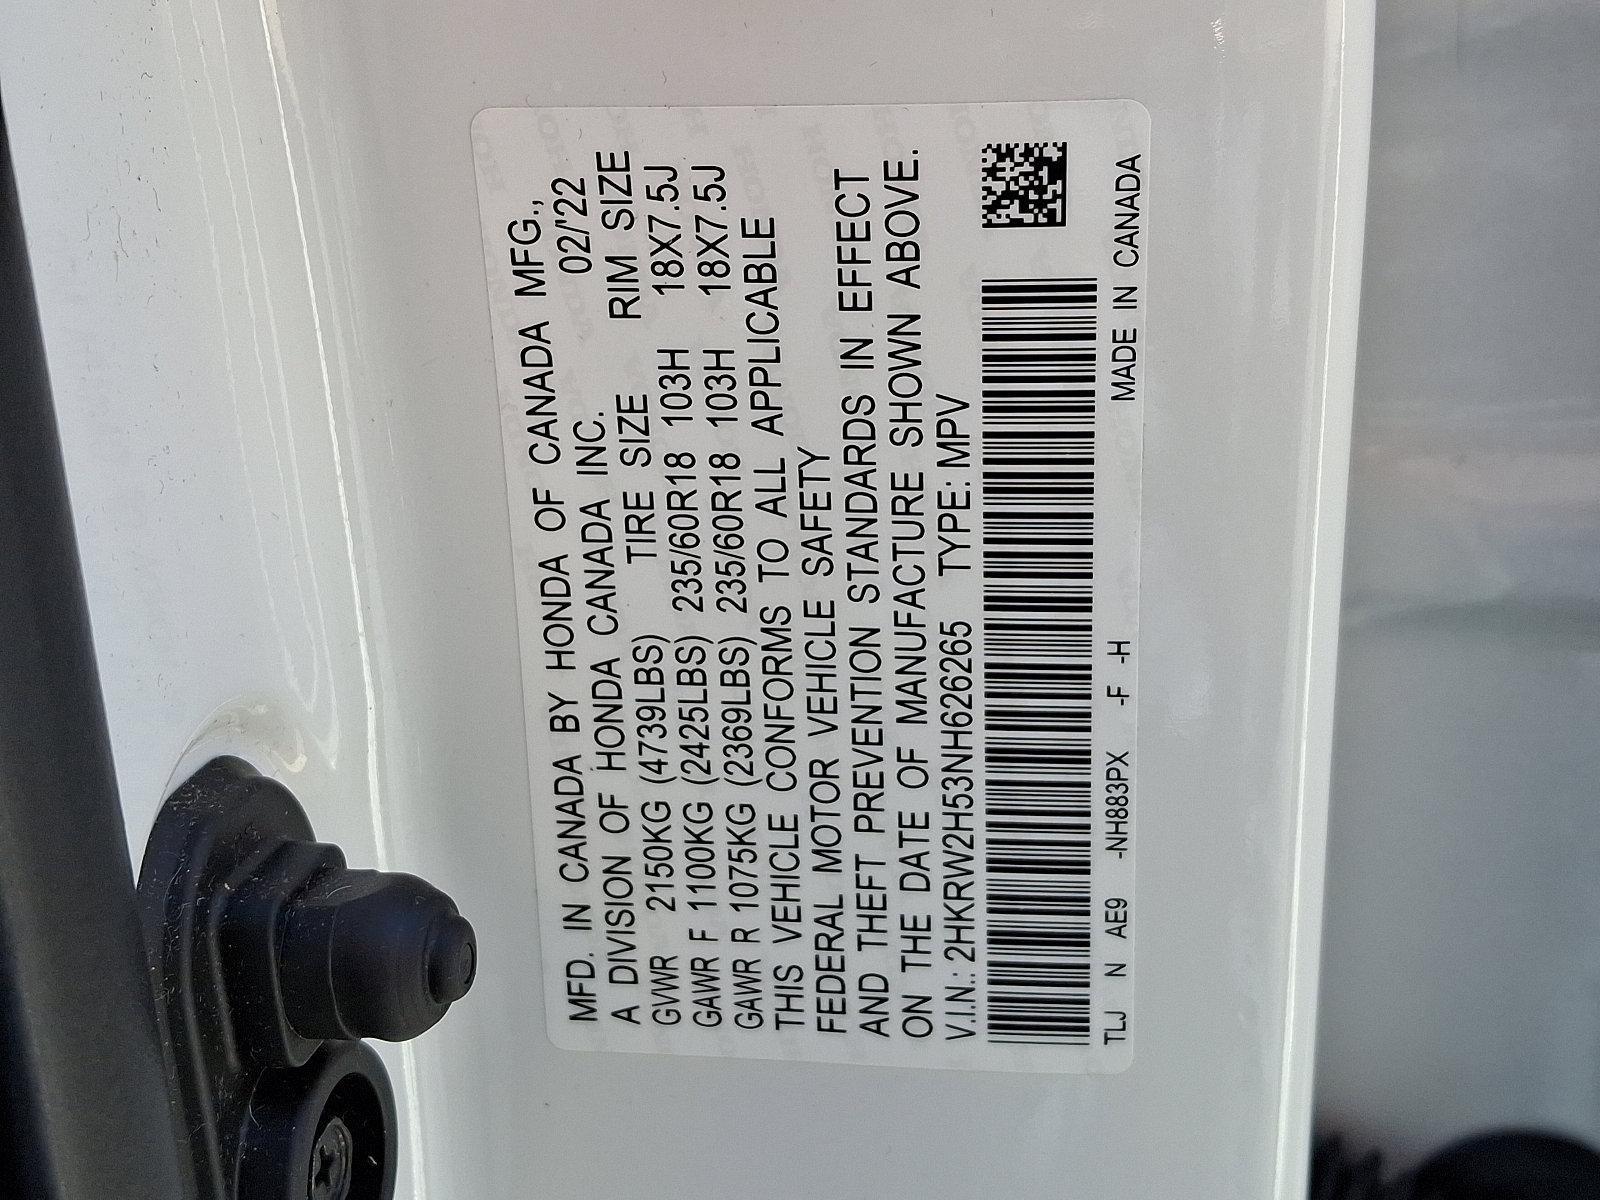 MFD. IN CANADA BY HONDA OF CANADA MFG.,
A DIVISION OF HONDA CANADA INC. 02/'22
GVWR 2150KG (4739LBS) TIRE SIZE RIM SIZE
GAWR F 1100KG (2425LBS) 235/60R18 103H 18X7.5J
GAWR R 1075KG (2369LBS) 235/60R18 103H 18X7.5J
THIS VEHICLE CONFORMS TO ALL APPLICABLE
FEDERAL MOTOR VEHICLE SAFETY
AND THEFT PREVENTION STANDARDS IN EFFECT
ON THE DATE OF MANUFACTURE SHOWN ABOVE.
V.I.N.: 2HKRW2H53NH626265 TYPE: MPV
TLJ N AE9 -NH883PX -F -H MADE IN CANADA